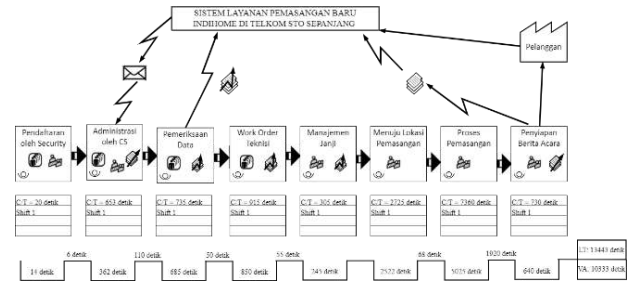 SISTEM LAYANAN PEMASANGAN BARU
INDIHOME DI TELKOM STO SEPANJANG
Pelanggan
Pendaftaran
oleh Security
Administrasi
oleh CS
Pemeriksaan
Data
Work Order
Teknisi
Manajemen
Janji
Menuju Lokasi
Pemasangan
Proses
Pemasangan
Penyiapan
Berita Acara
C/T = 20 detik
Shift 1
C/T = 653 detik
Shift 1
C/T = 735 detik
Shift 1
C/T = 915 detik
Shift 1
C/T = 305 detik
Shift 1
C/T = 2725 detik
Shift 1
C/T = 7360 detik
Shift 1
C/T = 730 detik
Shift 1
6 detik
110 detik
50 detik
55 detik
68 detik
1920 detik
LT: 13443 detik
14 detik
362 detik
685 detik
850 detik
245 detik
2522 detik
5025 detik
640 detik
VA: 10333 detik